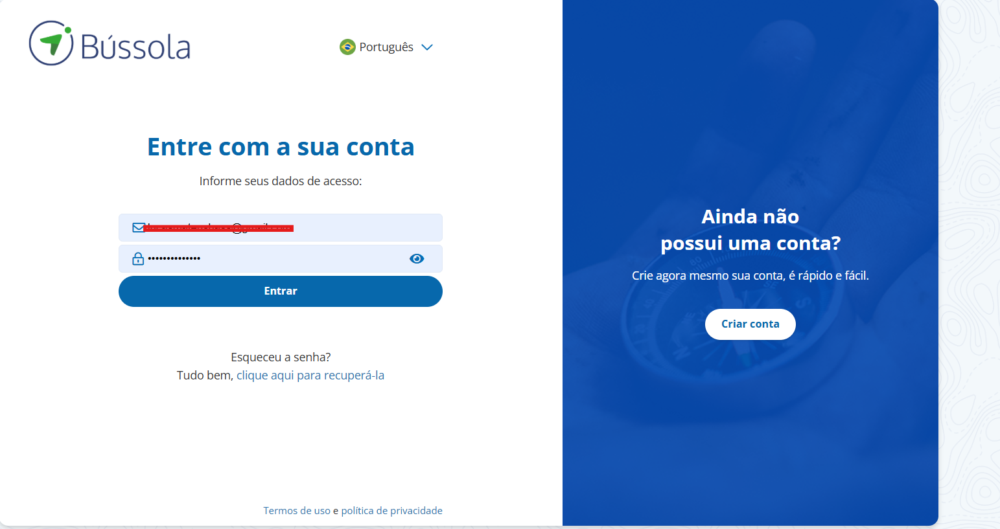 Bússola
Português
Entre com a sua conta
Informe seus dados de acesso:
••••••••••••••
Entrar
Esqueceu a senha?
Tudo bem, clique aqui para recuperá-la
Termos de uso e política de privacidade
Ainda não
possui uma conta?
Crie agora mesmo sua conta, é rápido e fácil.
Criar conta